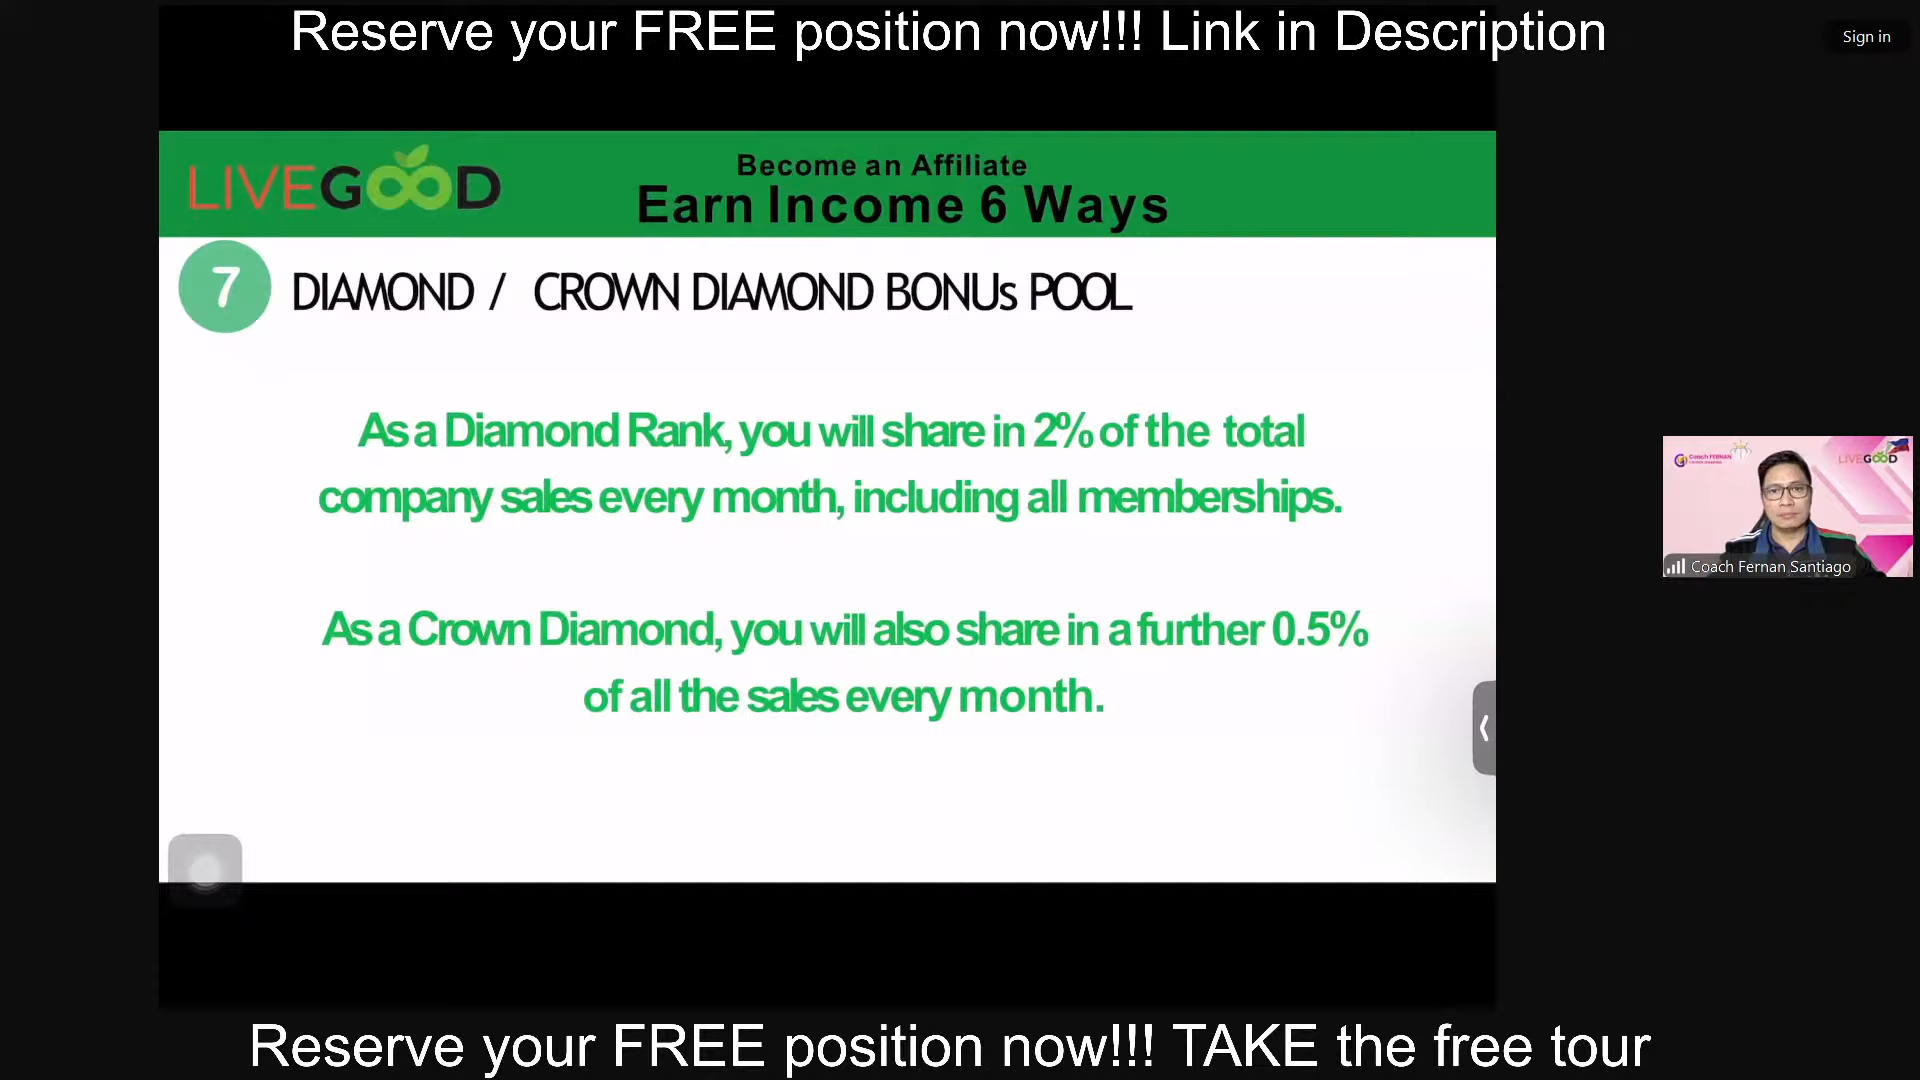 Reserve your FREE position now!!! Link in Description
Sign in
LIVEGOOD
Become an Affiliate
Earn Income 6 Ways
7 DIAMOND / CROWN DIAMOND BONUs POOL
As a Diamond Rank, you will share in 2% of the total
company sales every month, including all memberships.
As a Crown Diamond, you will also share in a further 0.5%
of all the sales every month.
Coach FERNAN
LIVEGOOD
Coach Fernan Santiago
Reserve your FREE position now!!! TAKE the free tour